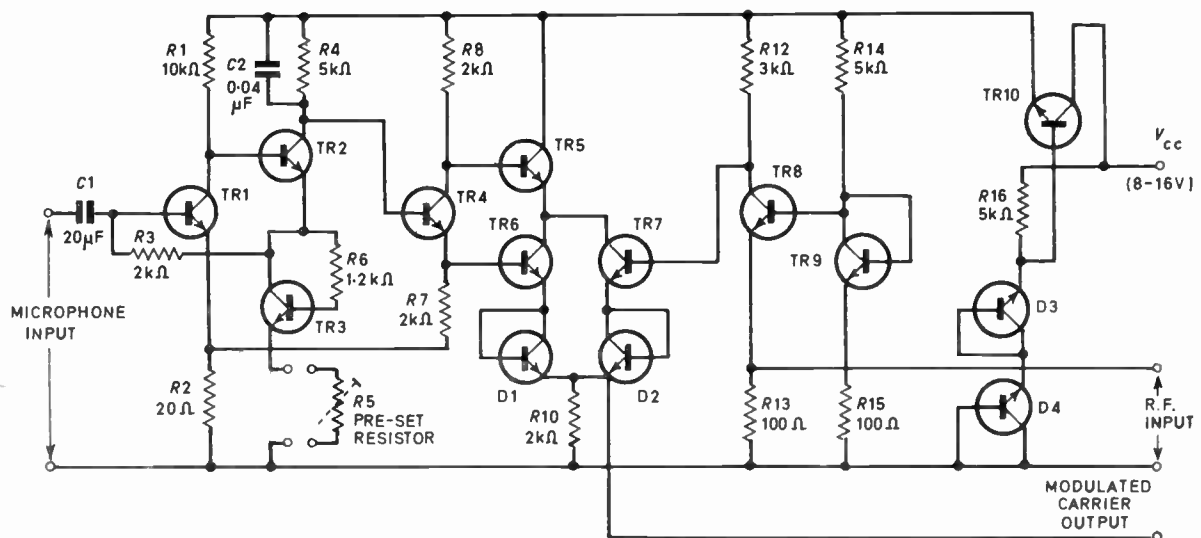 R1
10kΩ
C2
0·04
μF
R4
5kΩ
R8
2kΩ
R12
3kΩ
R14
5kΩ
TR10
Vcc
(8-16V)
TR2
TR5
TR1
TR4
TR8
C1
20μF
R3
2kΩ
R6
1·2kΩ
TR6
TR7
TR9
R16
5kΩ
MICROPHONE
INPUT
TR3
R7
2kΩ
D3
R2
20Ω
R5
PRE-SET
RESISTOR
D1
R10
2kΩ
D2
R13
100Ω
R15
100Ω
D4
R.F.
INPUT
MODULATED
CARRIER
OUTPUT